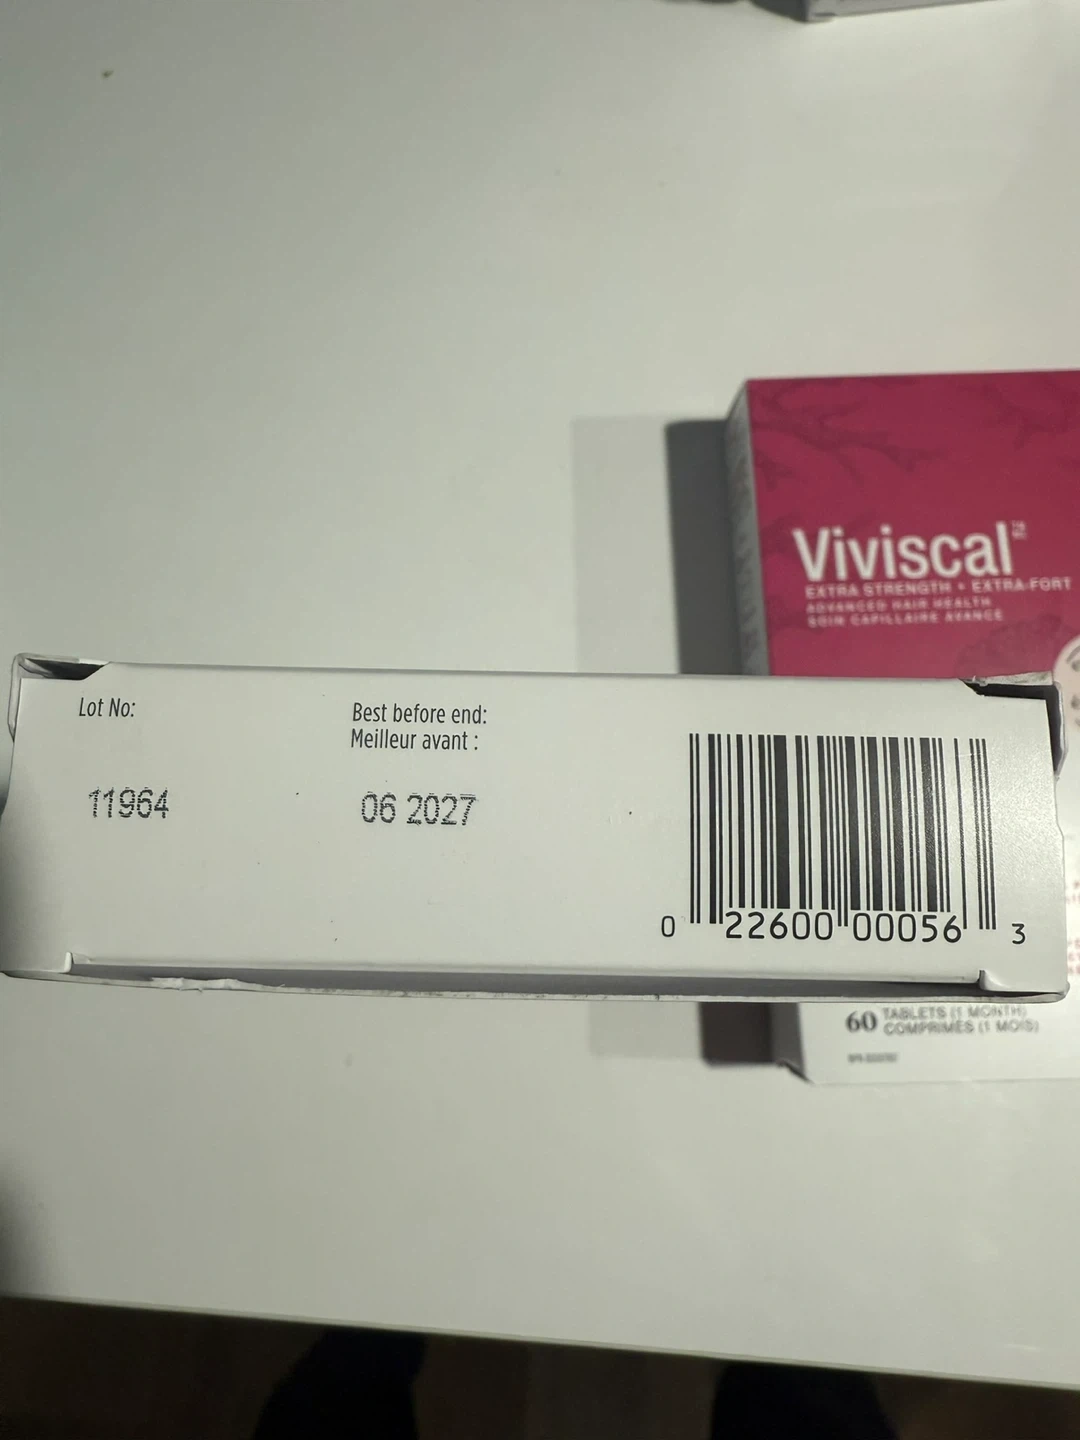 Viviscal
EXTRA STRENGTH • EXTRA-FORT
ADVANCED HAIR HEALTH
SOIN CAPILLAIRE AVANCÉ
Lot No:
Best before end:
Meilleur avant :
11964
06 2027
0 22600 00056 3
60 TABLETS (1 MONTH)
COMPRIMÉS (1 MOIS)